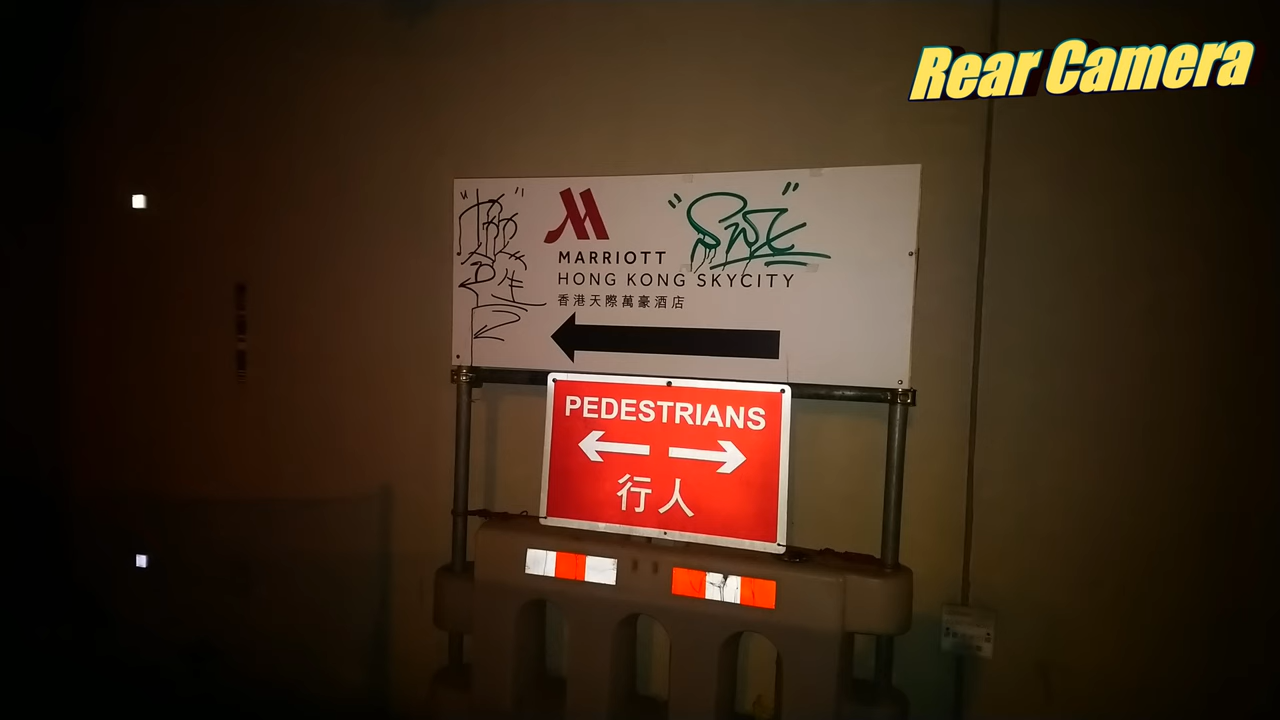 Rear Camera
MARRIOTT
HONG KONG SKYCITY
香港天際萬豪酒店
PEDESTRIANS
行人